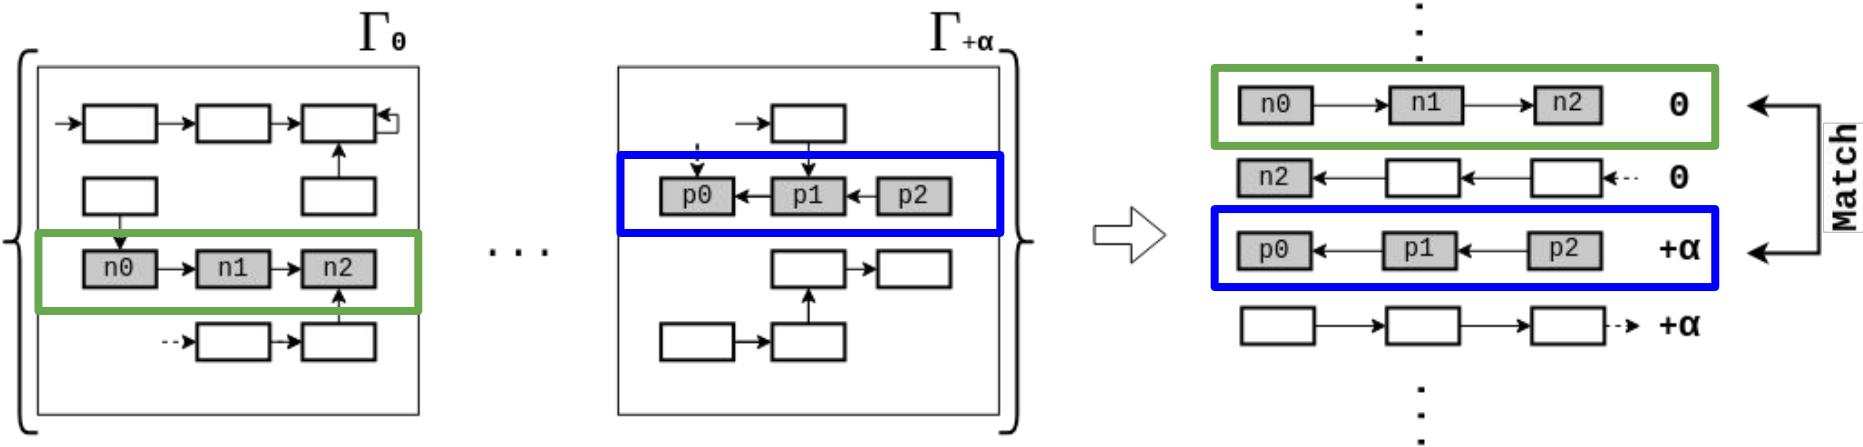 Γ0
Γ+α
n0 n1 n2
p0 p1 p2
...
n0 n1 n2 0
n2 0
p0 p1 p2 +α
+α
Match